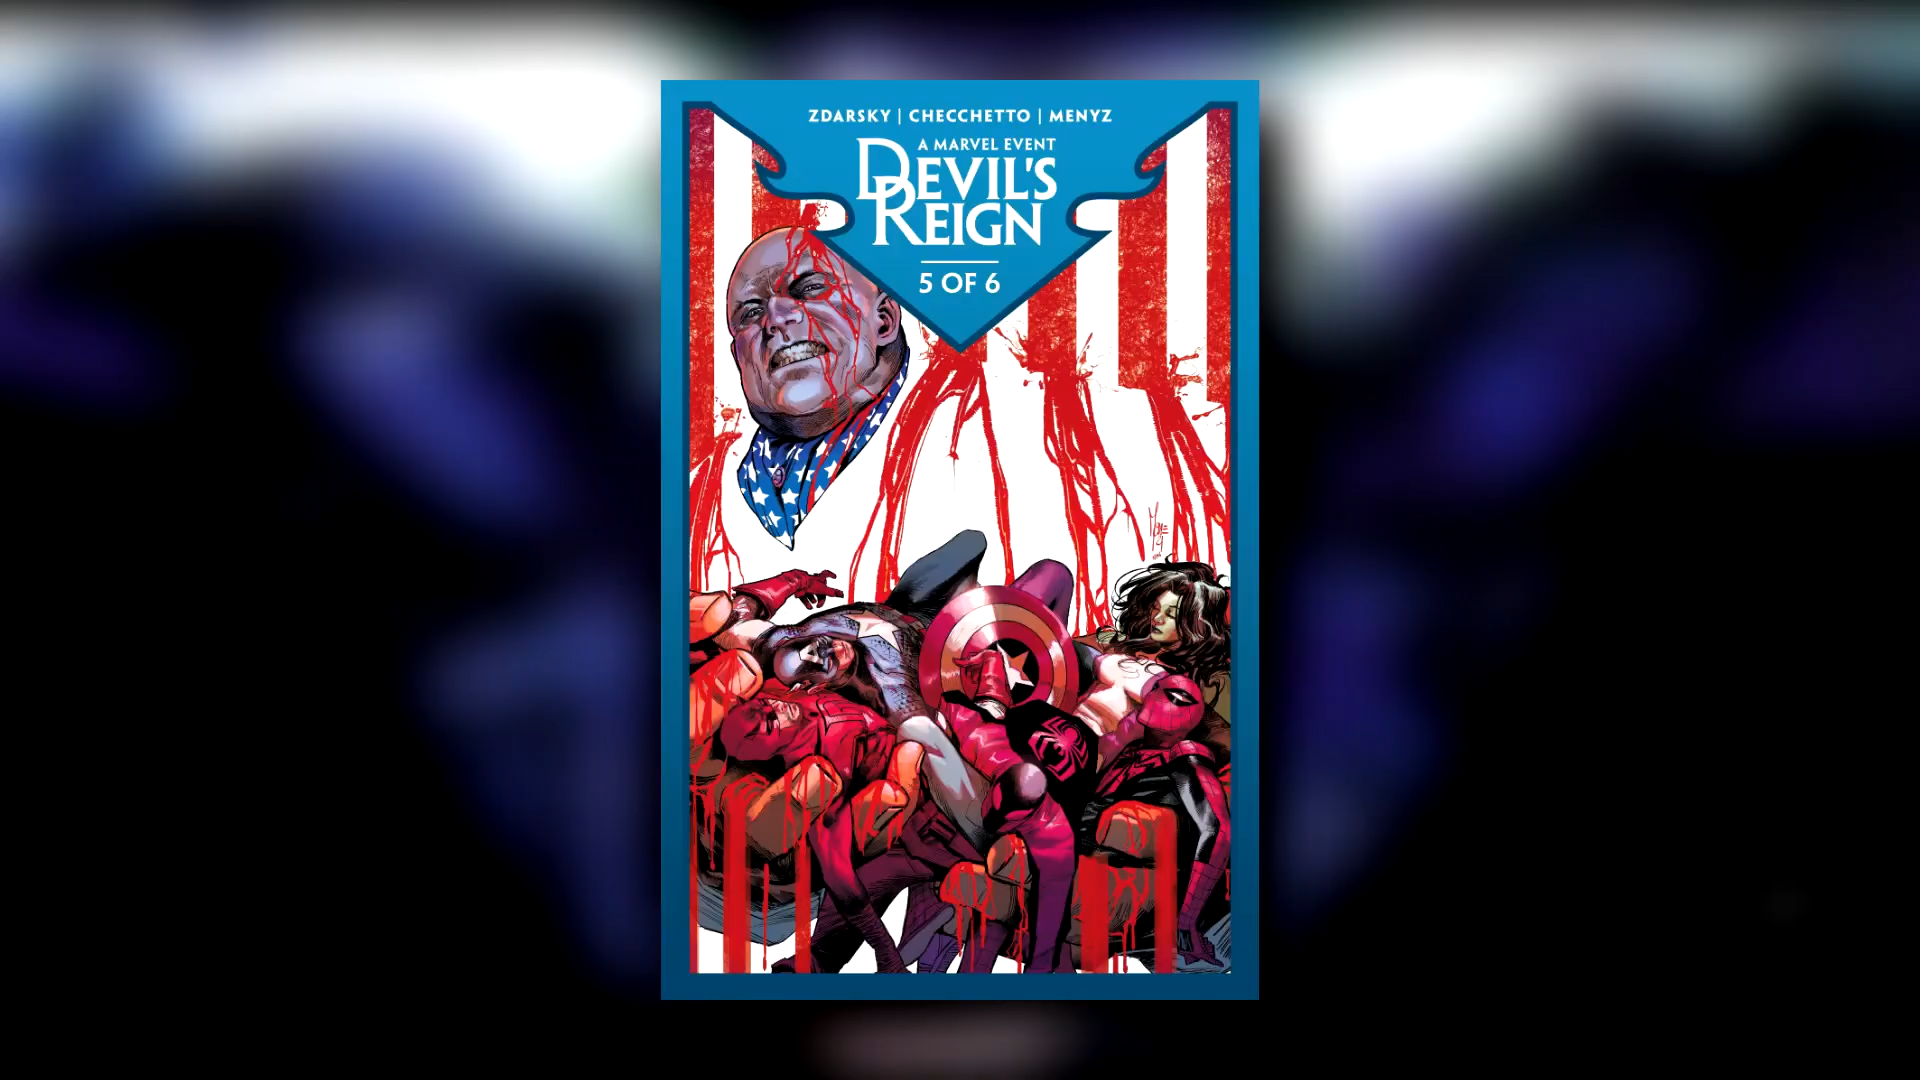 ZDARSKY | CHECCHETTO | MENYZ
A MARVEL EVENT
DEVIL'S
REIGN
5 OF 6